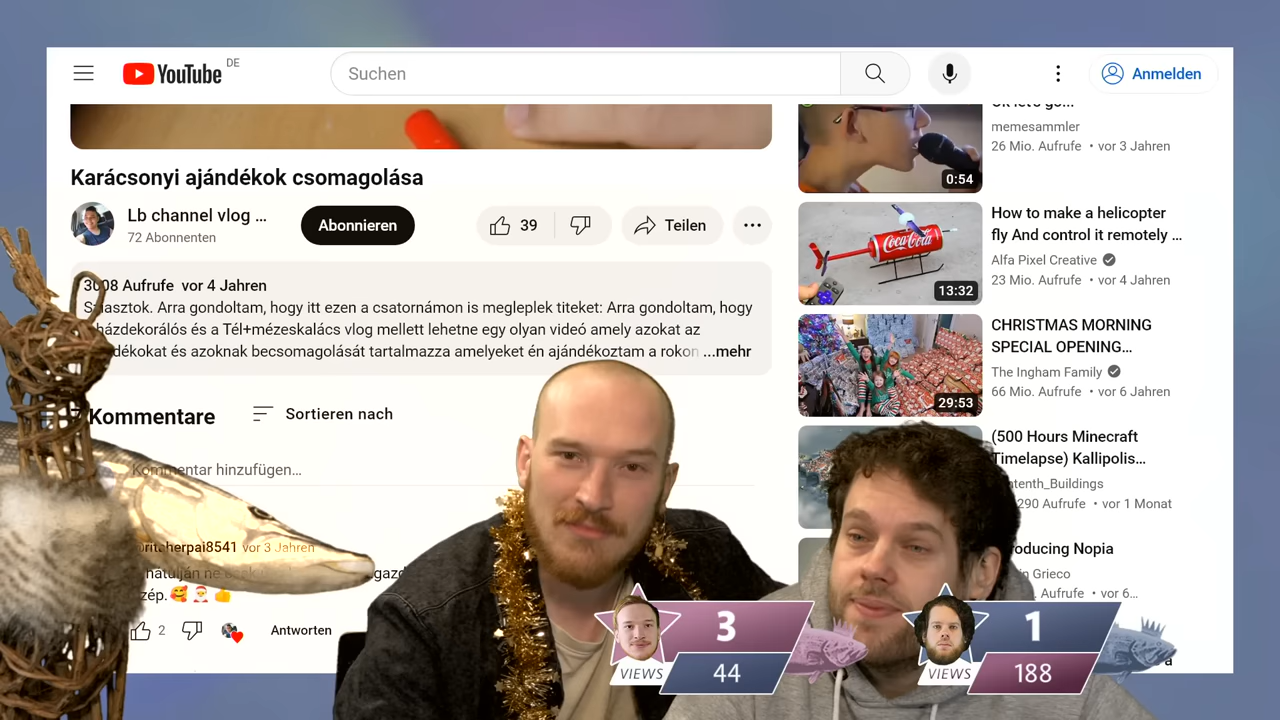 YouTube DE
Suchen
Anmelden
Karácsonyi ajándékok csomagolása
Lb channel vlog ...
72 Abonnenten
Abonnieren
39
Teilen
3008 Aufrufe vor 4 Jahren
Sziasztok. Arra gondoltam, hogy itt ezen a csatornámon is megleplek titeket: Arra gondoltam, hogy
házdekorálós és a Tél+mézeskalács vlog mellett lehetne egy olyan videó amely azokat az
és azoknak becsomagolását tartalmazza amelyeket én ajándékoztam a rokon ...mehr
Kommentare
Sortieren nach
Kommentar hinzufügen...
vor 3 Jahren
🥰 🎅 👍
2
Antworten
memesammler
26 Mio. Aufrufe • vor 3 Jahren
0:54
How to make a helicopter
fly And control it remotely ...
Alfa Pixel Creative
23 Mio. Aufrufe • vor 4 Jahren
Coca-Cola
13:32
CHRISTMAS MORNING
SPECIAL OPENING...
The Ingham Family
66 Mio. Aufrufe • vor 6 Jahren
29:53
(500 Hours Minecraft
Timelapse) Kallipolis...
Aufrufe • vor 1 Monat
Nopia
Grieco
Aufrufe • vor 6...
3
VIEWS 44
1
VIEWS 188